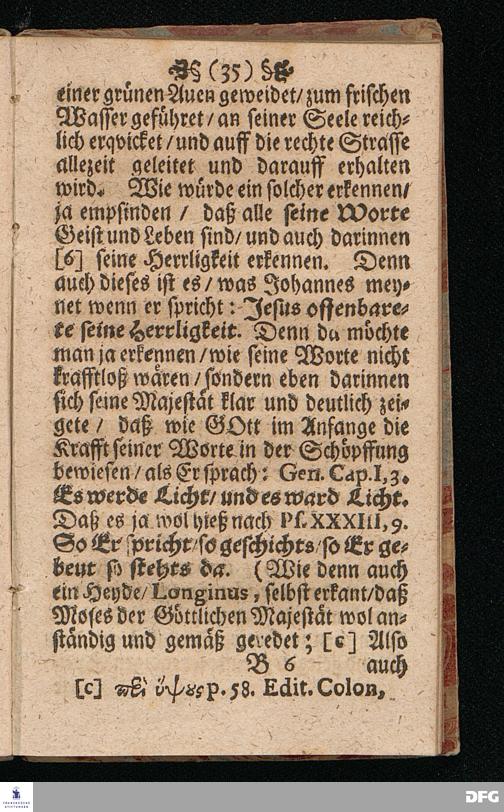 § (35) §
einer grünen Auen geweidet/zum frischen
Wasser geführet/an seiner Seele reich-
lich erqvicket/und auff die rechte Strasse
allezeit geleitet und darauff erhalten
wird. Wie würde ein solcher erkennen/
ja empfinden / daß alle seine Worte
Geist und Leben sind/und auch darinnen
[6] seine Herrligkeit erkennen. Denn
auch dieses ist es / was Johannes mey-
net wenn er spricht: Jesus offenbare-
te seine Herrligkeit. Denn da möchte
man ja erkennen/wie seine Worte nicht
krafftloß wären/sondern eben darinnen
sich seine Majestät klar und deutlich zei-
gete / daß wie GOtt im Anfange die
Krafft seiner Worte in der Schöpffung
bewiesen/als Er sprach: Gen. Cap. I, 3.
Es werde Licht/und es ward Licht.
Daß es ja wol hieß nach Ps. XXXIII, 9.
So Er spricht/so geschichts/so Er ge-
beut so stehts da. (Wie denn auch
ein Heyde/Longinus, selbst erkant/daß
Moses der Göttlichen Majestät wol an-
ständig und gemäß geredet; [c] Also
B 6 auch
[c] περὶ ὕψους p. 58. Edit. Colon,
FRANCKESCHE STIFTUNGEN
DFG